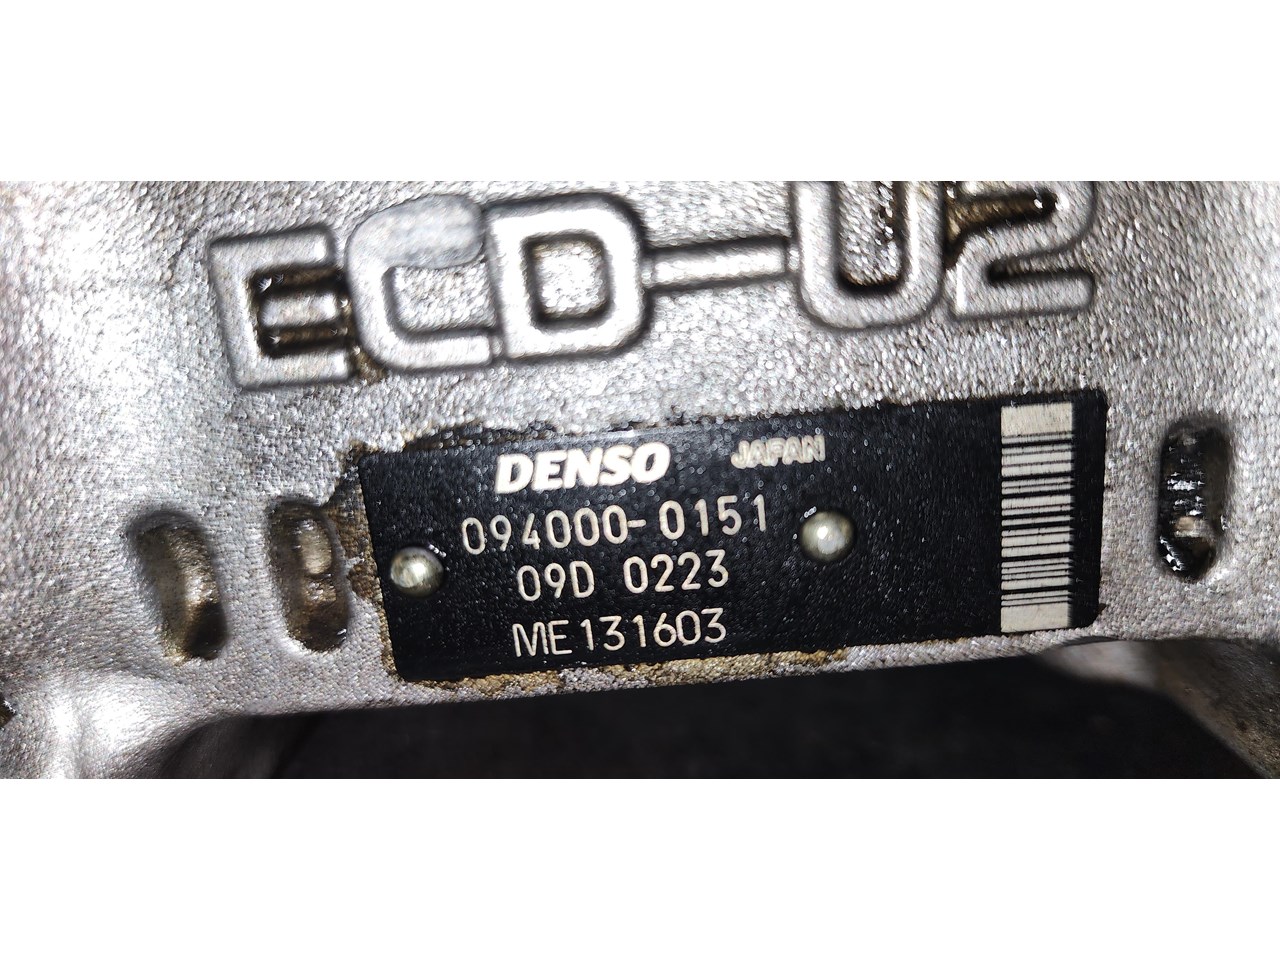 ECD-U2
DENSO JAPAN
094000-0151
09D 0223
ME131603